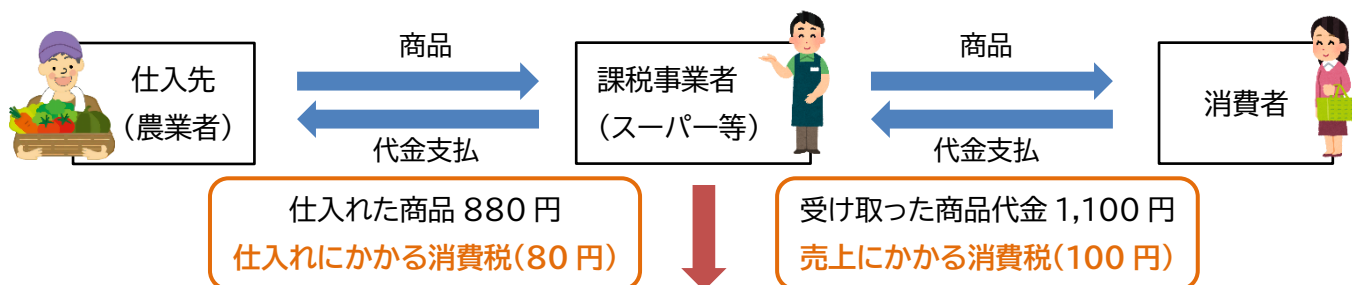 仕入先
（農業者）
商品
代金支払
課税事業者
（スーパー等）
商品
代金支払
消費者
仕入れた商品 880 円
仕入れにかかる消費税（80 円）
受け取った商品代金 1,100 円
売上にかかる消費税（100 円）